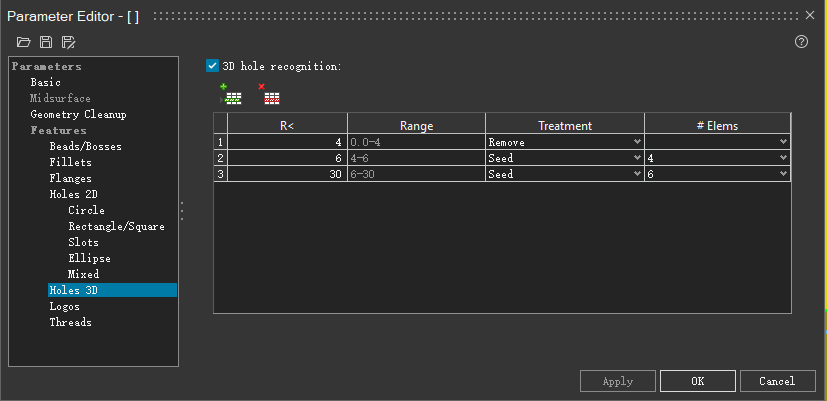 Parameter Editor - [ ]
Parameters
Basic
Midsurface
Geometry Cleanup
Features
Beads/Bosses
Fillets
Flanges
Holes 2D
Circle
Rectangle/Square
Slots
Ellipse
Mixed
Holes 3D
Logos
Threads
3D hole recognition:
R< Range Treatment # Elems
1 4 0.0-4 Remove
2 6 4-6 Seed 4
3 30 6-30 Seed 6
Apply OK Cancel